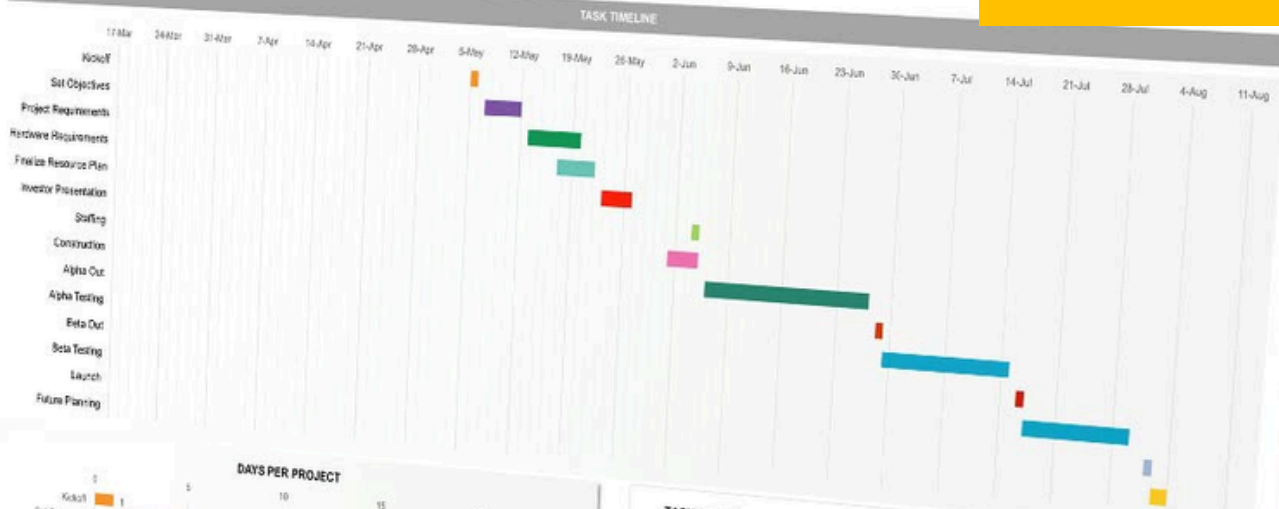 TASK TIMELINE
17-Mar 24-Mar 31-Mar 7-Apr 14-Apr 21-Apr 28-Apr 5-May 12-May 19-May 26-May 2-Jun 9-Jun 16-Jun 23-Jun 30-Jun 7-Jul 14-Jul 21-Jul 28-Jul 4-Aug 11-Aug
Kickoff
Set Objectives
Project Requirements
Hardware Requirements
Finalize Resource Plan
Investor Presentation
Staffing
Construction
Alpha Out
Alpha Testing
Beta Out
Beta Testing
Launch
Future Planning
DAYS PER PROJECT
0 5 10 15
Kickoff 1